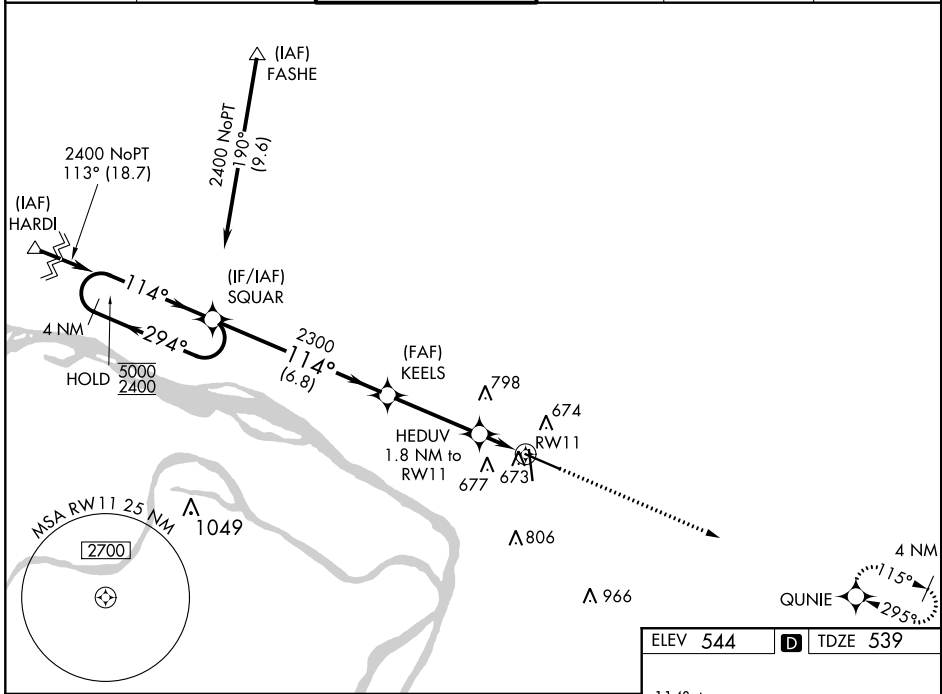 (IAF)
FASHE
2400 NoPT
190°
(9.6)
2400 NoPT
113° (18.7)
(IAF)
HARDI
114°
(IF/IAF)
SQUAR
4 NM
294°
HOLD
5000
2400
2300
114°
(6.8)
(FAF)
KEELS
798
674
HEDUV
1.8 NM to
RW11
RW11
677
673
MSA RW11 25 NM
2700
1049
806
966
4 NM
115°
QUNIE
295°
ELEV 544
D
TDZE 539